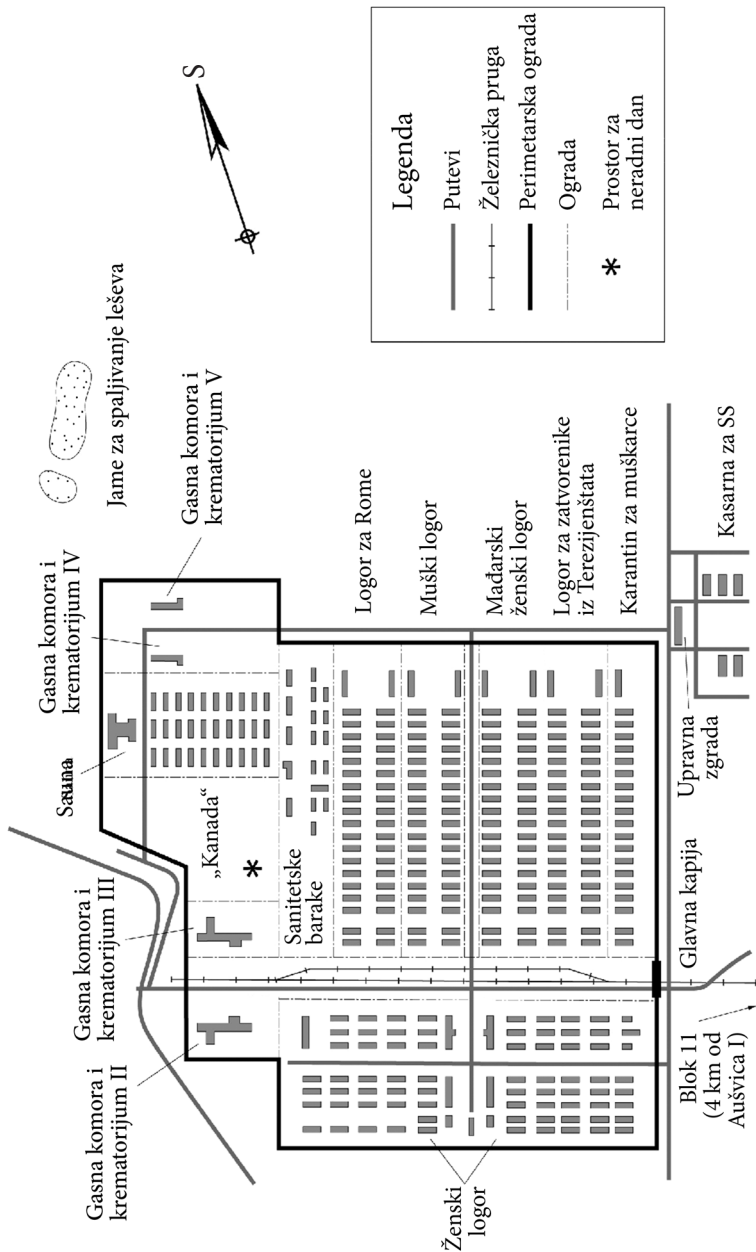 S
Jame za spaljivanje leševa
Gasna komora i
krematorijum V
Gasna komora i
krematorijum IV
Sauna
Gasna komora i
krematorijum III
Gasna komora i
krematorijum II
„Kanada“
*
Sanitetske
barake
Logor za Rome
Muški logor
Mađarski
ženski logor
Logor za zatvorenike
iz Terezijenštata
Karantin za muškarce
Ženski
logor
Blok 11
(4 km od
Aušvica I)
Glavna kapija
Upravna
zgrada
Kasarna za SS
Legenda
Putevi
Železnička pruga
Perimetarska ograda
Ograda
* Prostor za
neradni dan